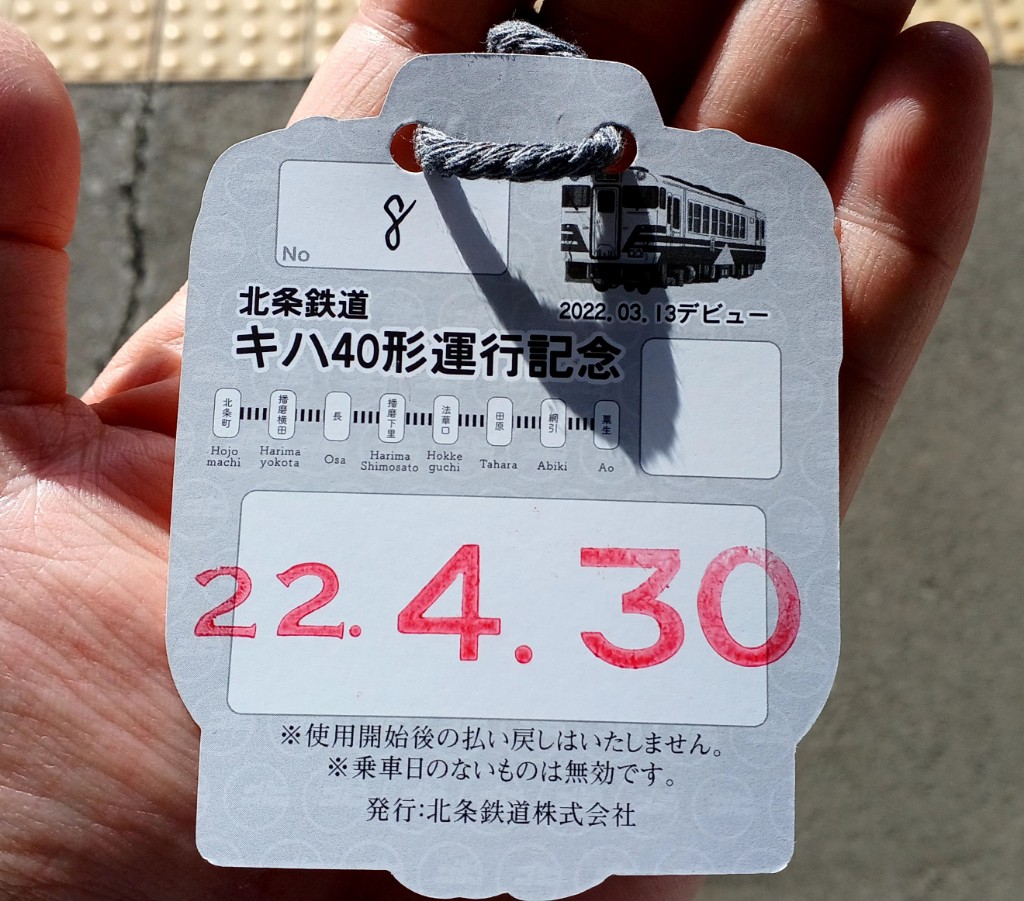 No 8
北条鉄道
2022.03.13デビュー
キハ40形運行記念
北条町 播磨横田 長 播磨下里 法華口 田原 網引 粟生
Hojo machi Harima yokota Osa Harima Shimosato Hokke guchi Tahara Abiki Ao
22.4.30
※使用開始後の払い戻しはいたしません。
※乗車日のないものは無効です。
発行:北条鉄道株式会社